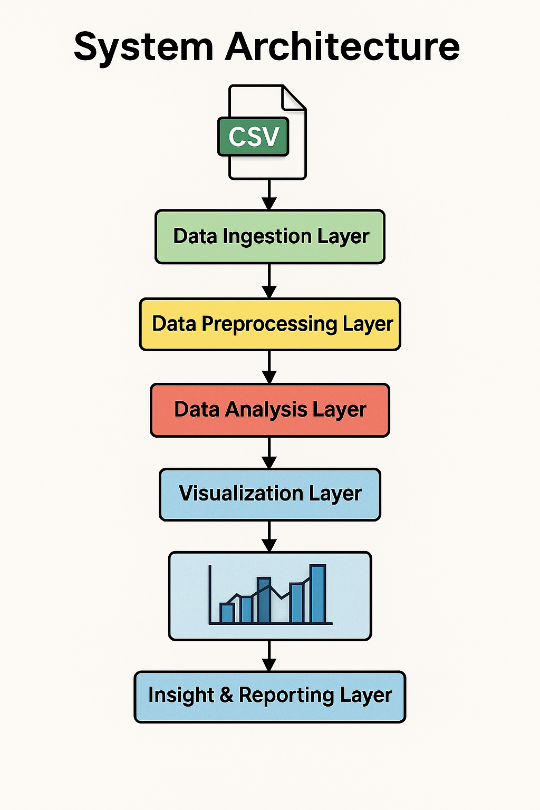 System Architecture
CSV
Data Ingestion Layer
Data Preprocessing Layer
Data Analysis Layer
Visualization Layer
Insight & Reporting Layer